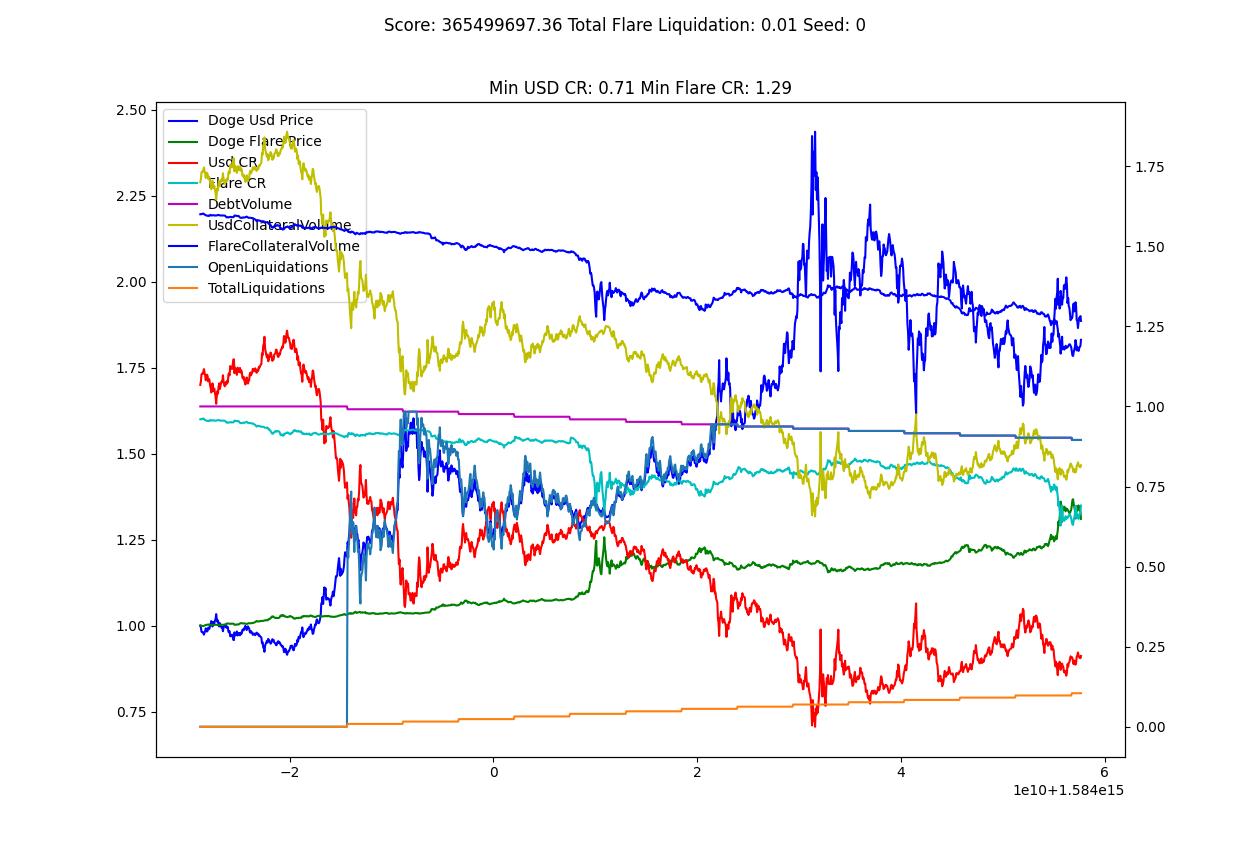 Score: 365499697.36 Total Flare Liquidation: 0.01 Seed: 0
Min USD CR: 0.71 Min Flare CR: 1.29
2.50
2.25
2.00
1.75
1.50
1.25
1.00
0.75
Doge Usd Price
Doge Flare Price
Usd CR
Flare CR
DebtVolume
UsdCollateralVolume
FlareCollateralVolume
OpenLiquidations
TotalLiquidations
1.75
1.50
1.25
1.00
0.75
0.50
0.25
0.00
−2 0 2 4 6
1e10+1.584e15